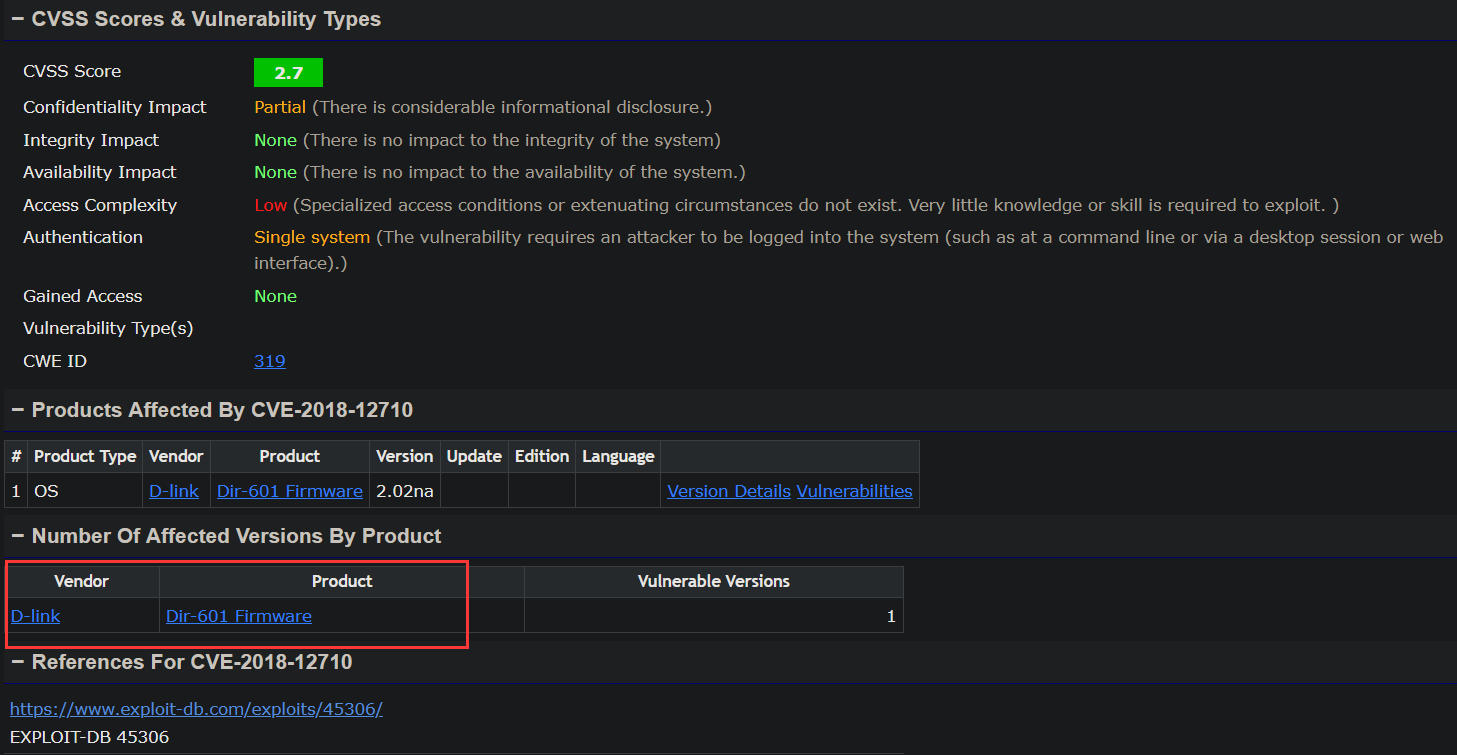 − CVSS Scores & Vulnerability Types
CVSS Score 2.7
Confidentiality Impact Partial (There is considerable informational disclosure.)
Integrity Impact None (There is no impact to the integrity of the system)
Availability Impact None (There is no impact to the availability of the system.)
Access Complexity Low (Specialized access conditions or extenuating circumstances do not exist. Very little knowledge or skill is required to exploit. )
Authentication Single system (The vulnerability requires an attacker to be logged into the system (such as at a command line or via a desktop session or web
interface).)
Gained Access None
Vulnerability Type(s)
CWE ID 319
− Products Affected By CVE-2018-12710
# Product Type Vendor Product Version Update Edition Language
1 OS D-link Dir-601 Firmware 2.02na Version Details Vulnerabilities
− Number Of Affected Versions By Product
Vendor Product Vulnerable Versions
D-link Dir-601 Firmware 1
− References For CVE-2018-12710
https://www.exploit-db.com/exploits/45306/
EXPLOIT-DB 45306